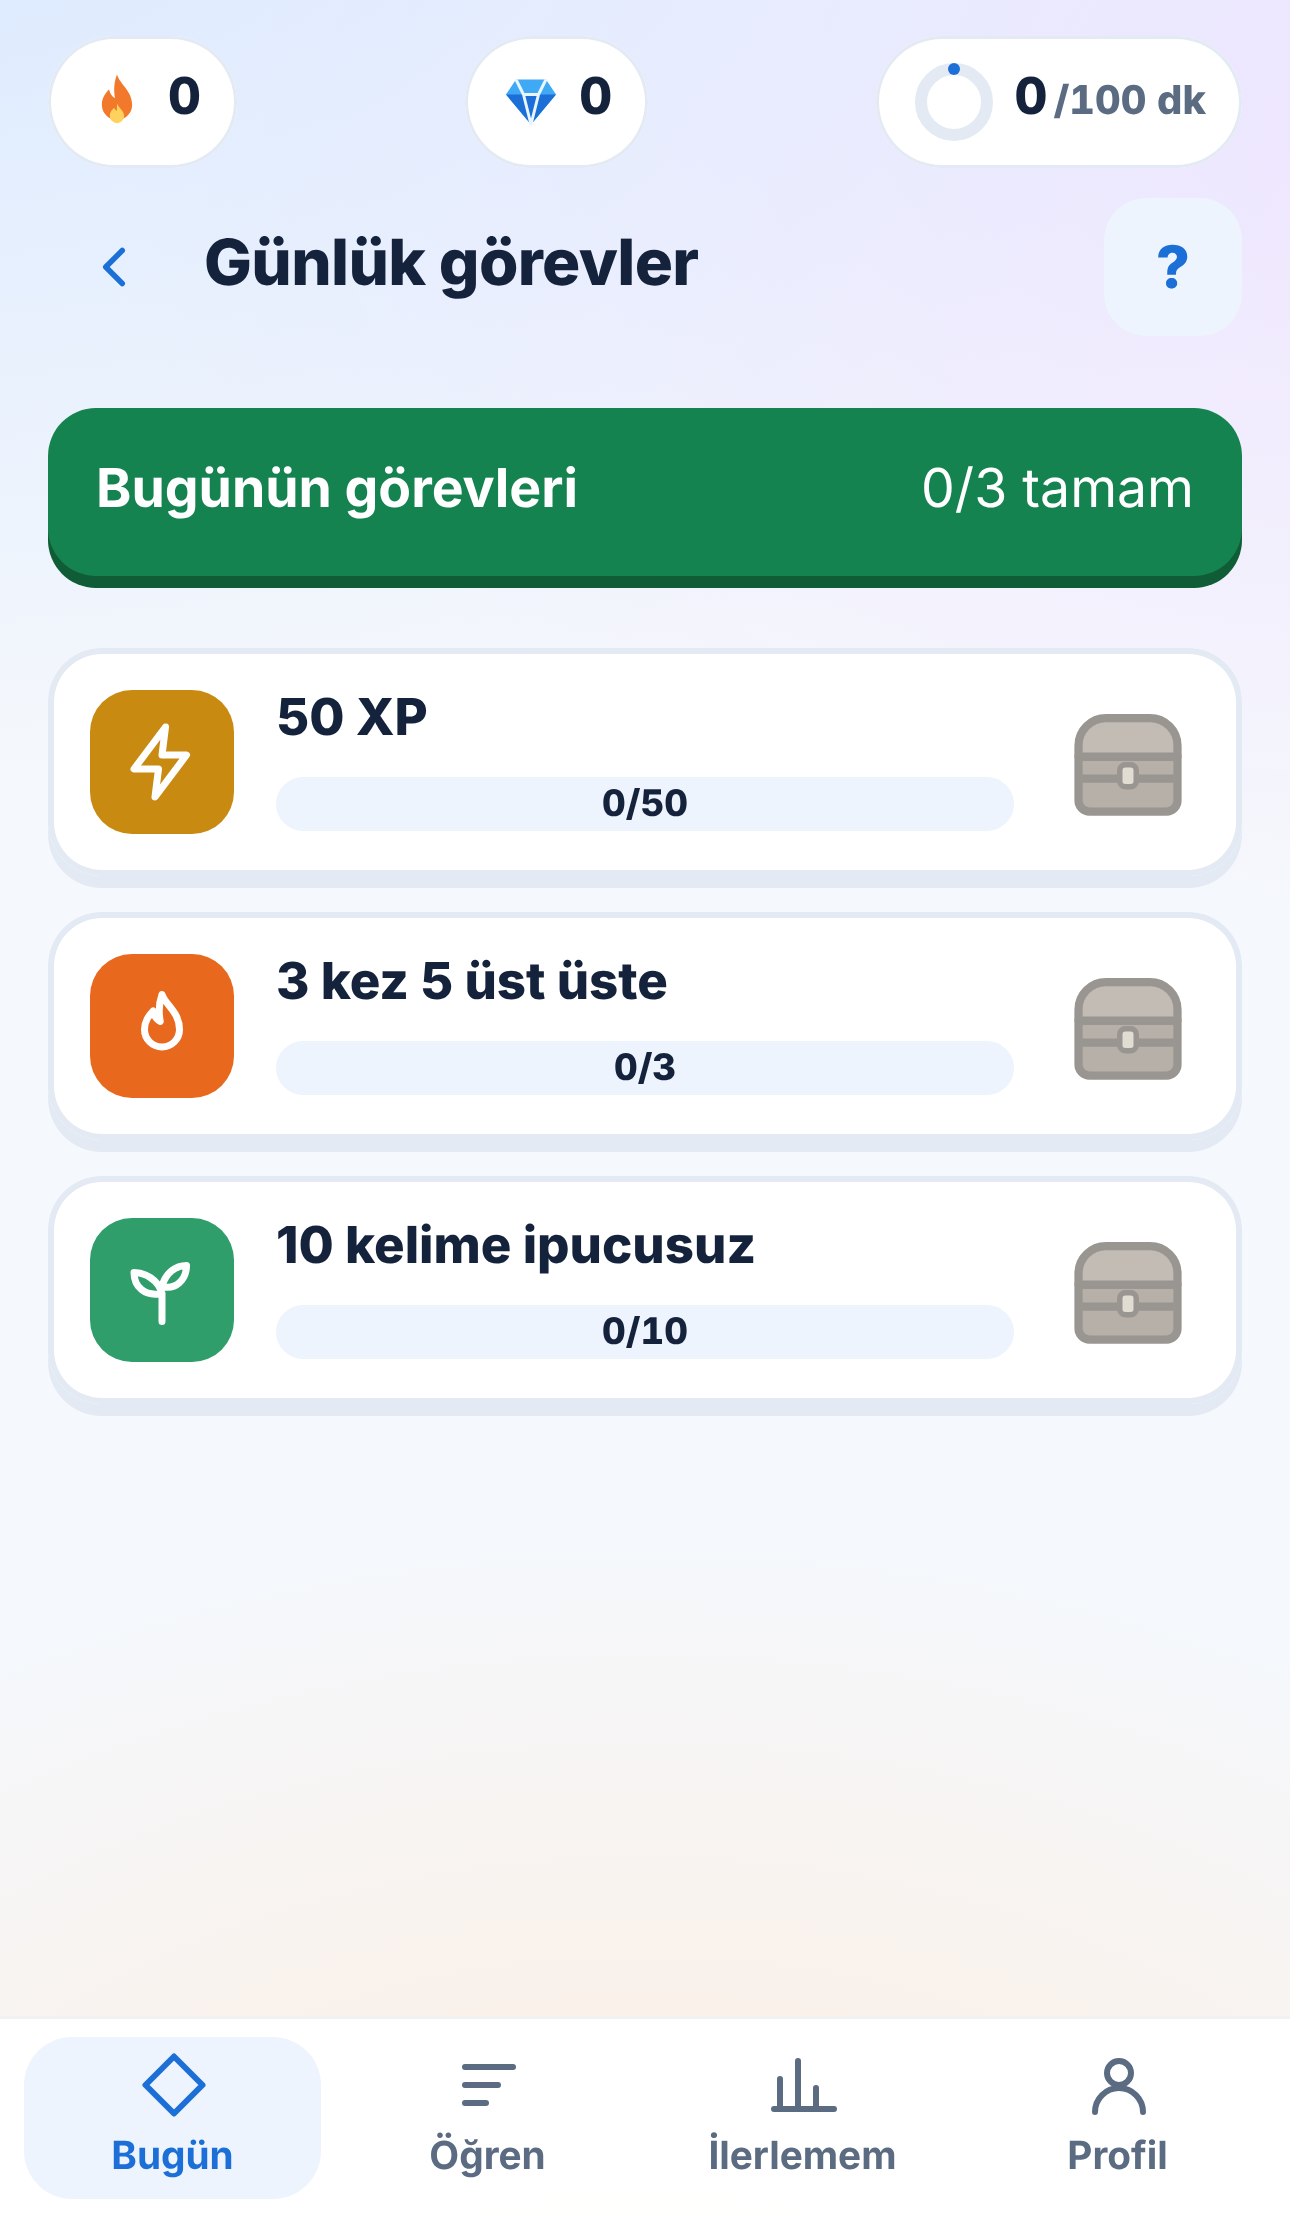 0
0
0/100 dk
Günlük görevler
?
Bugünün görevleri
0/3 tamam
50 XP
0/50
3 kez 5 üst üste
0/3
10 kelime ipucusuz
0/10
Bugün
Öğren
İlerlemem
Profil